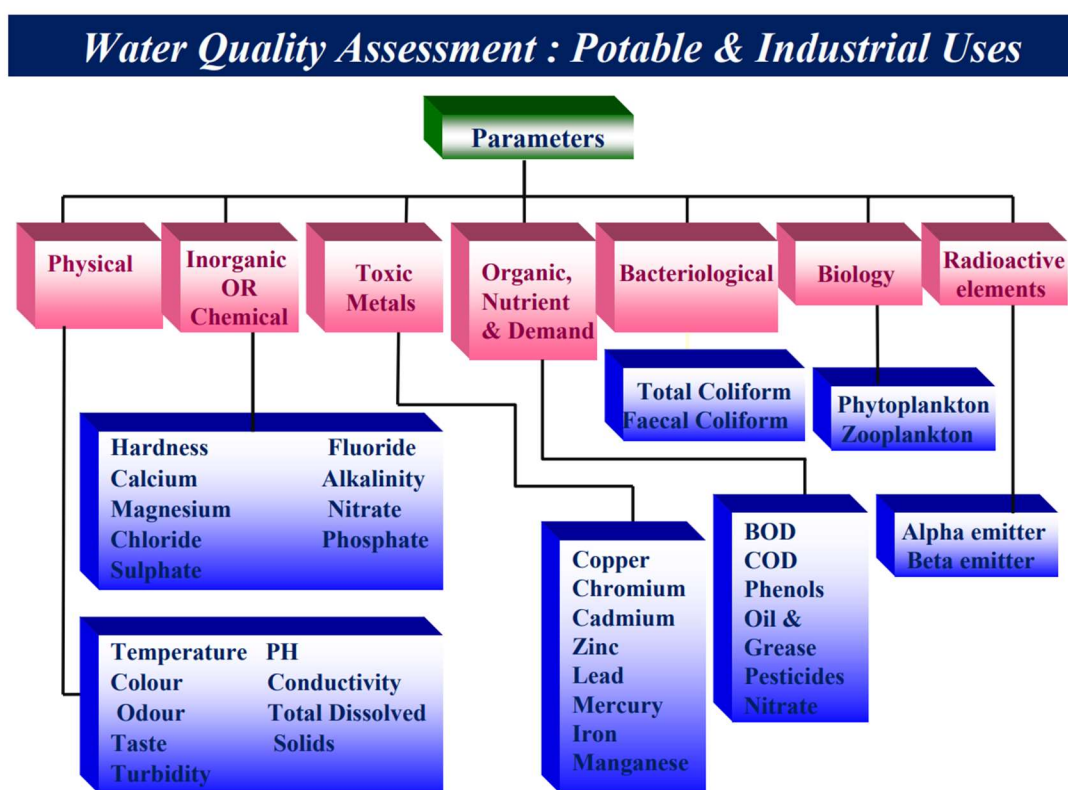 Water Quality Assessment : Potable & Industrial Uses
Parameters
Physical
Inorganic
OR
Chemical
Toxic
Metals
Organic,
Nutrient
& Demand
Bacteriological
Biology
Radioactive
elements
Total Coliform
Faecal Coliform
Phytoplankton
Zooplankton
Hardness Fluoride
Calcium Alkalinity
Magnesium Nitrate
Chloride Phosphate
Sulphate
Alpha emitter
Beta emitter
Copper
Chromium
Cadmium
Zinc
Lead
Mercury
Iron
Manganese
BOD
COD
Phenols
Oil &
Grease
Pesticides
Nitrate
Temperature PH
Colour Conductivity
Odour Total Dissolved
Taste Solids
Turbidity